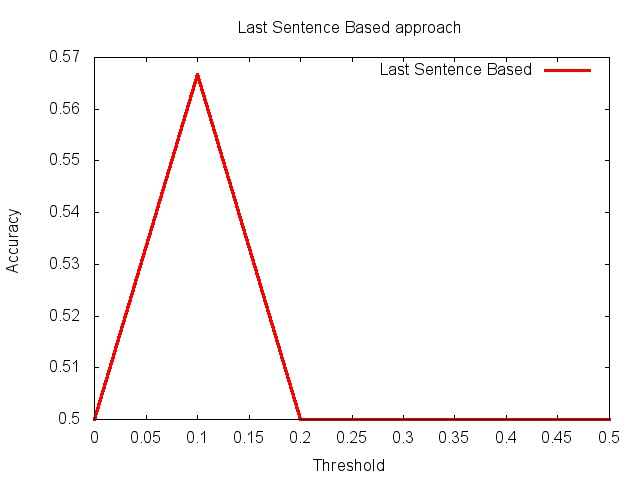 Last Sentence Based approach
0.57
Last Sentence Based
0.56
0.55
0.54
0.53
0.52
0.51
0.5
Accuracy
0 0.05 0.1 0.15 0.2 0.25 0.3 0.35 0.4 0.45 0.5
Threshold